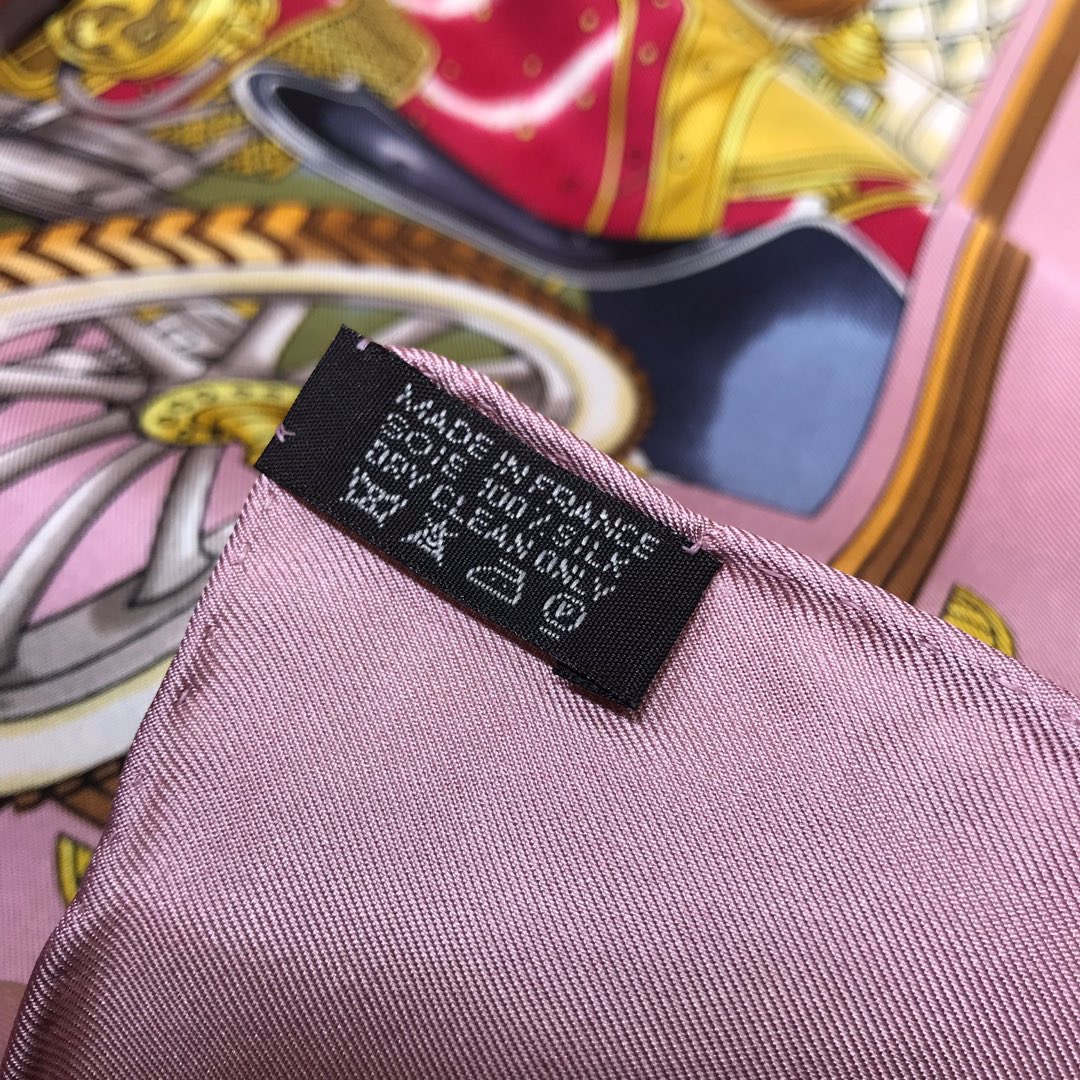 MADE IN FRANCE
SOIE 100/ SILK
DRY CLEAN ONLY
P